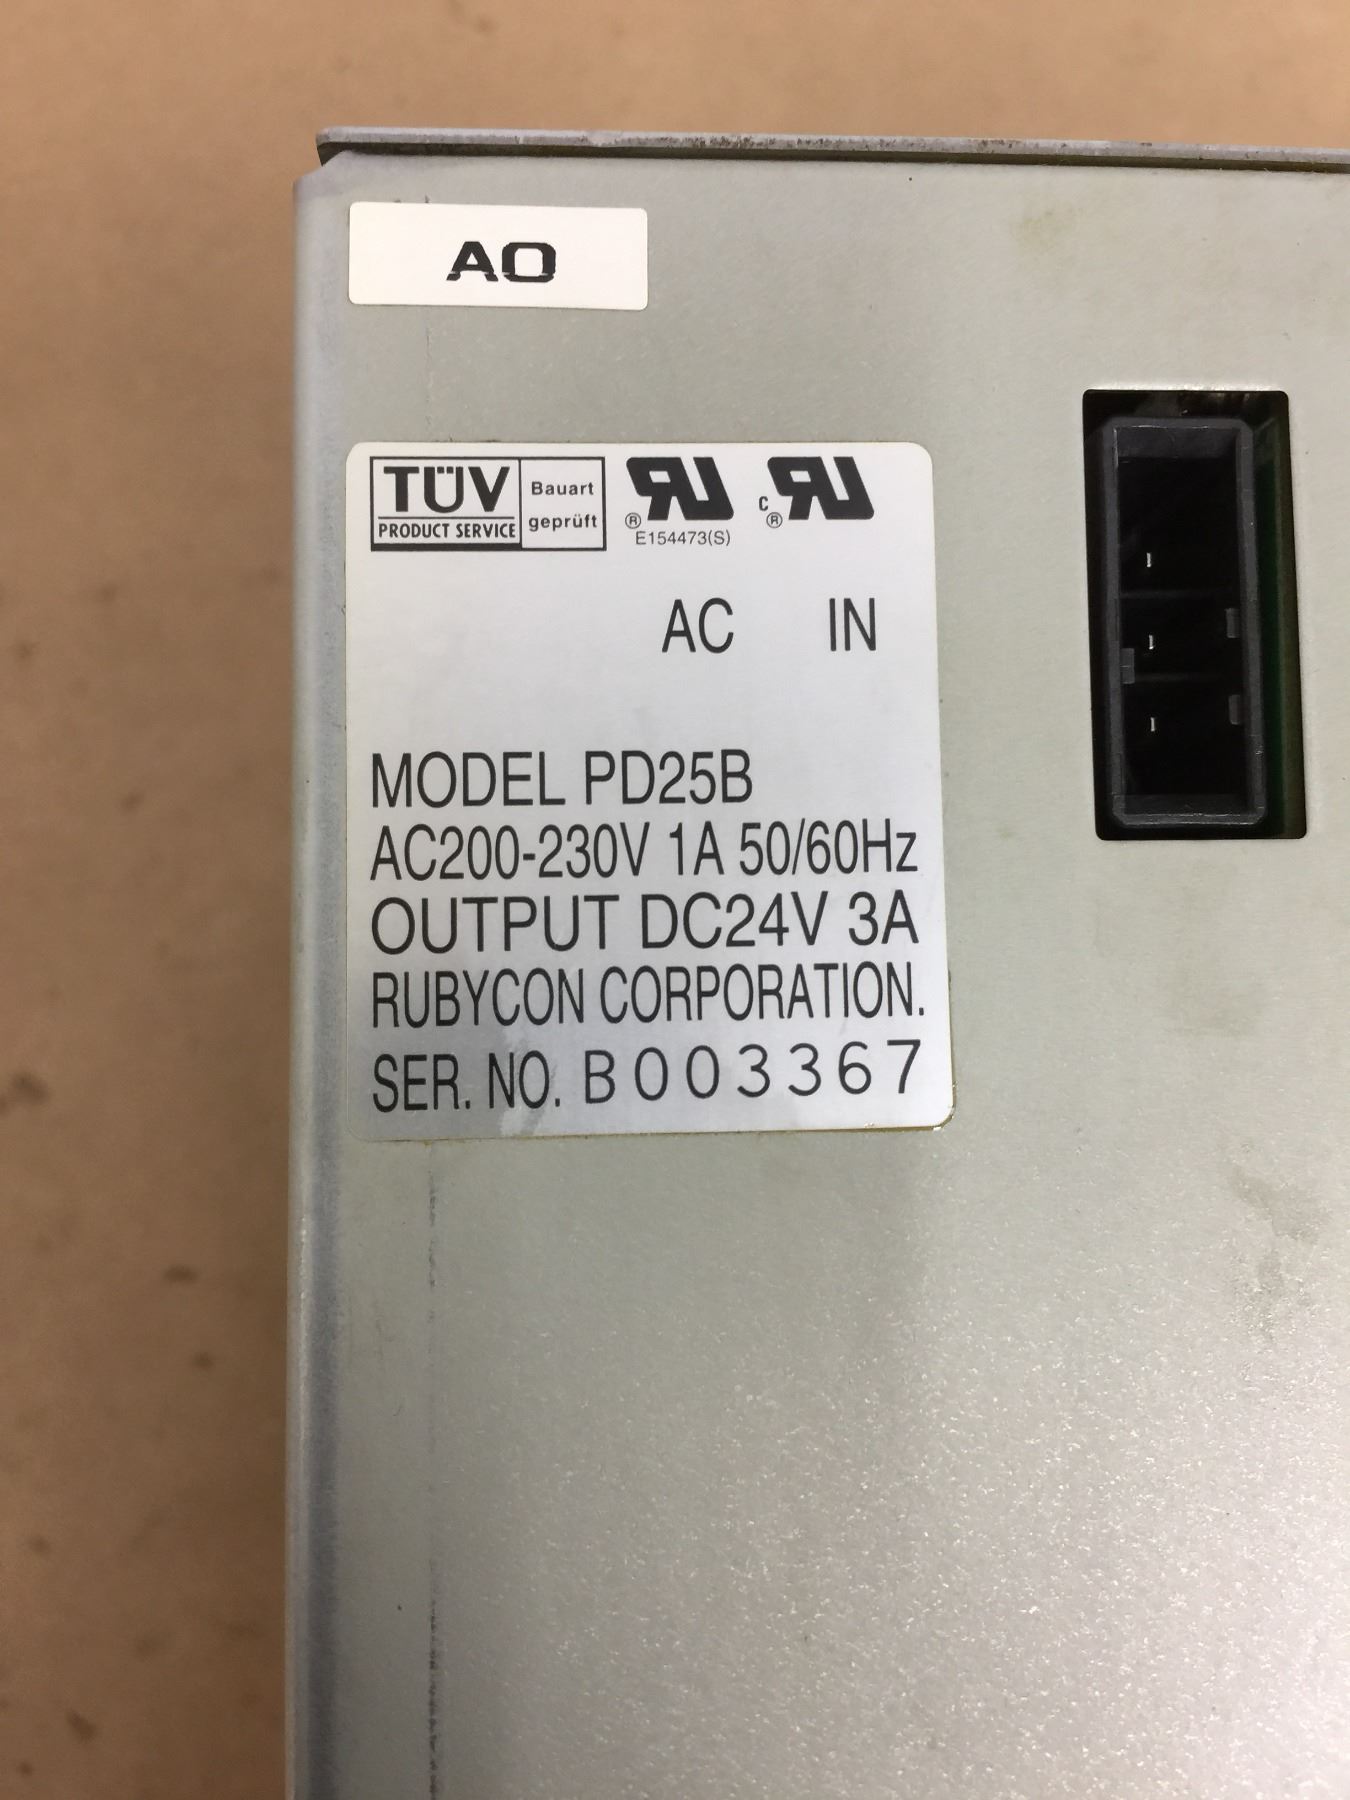 AO
TÜV
PRODUCT SERVICE
Bauart
geprüft
E154473(S)
AC IN
MODEL PD25B
AC200-230V 1A 50/60Hz
OUTPUT DC24V 3A
RUBYCON CORPORATION.
SER. NO. B003367